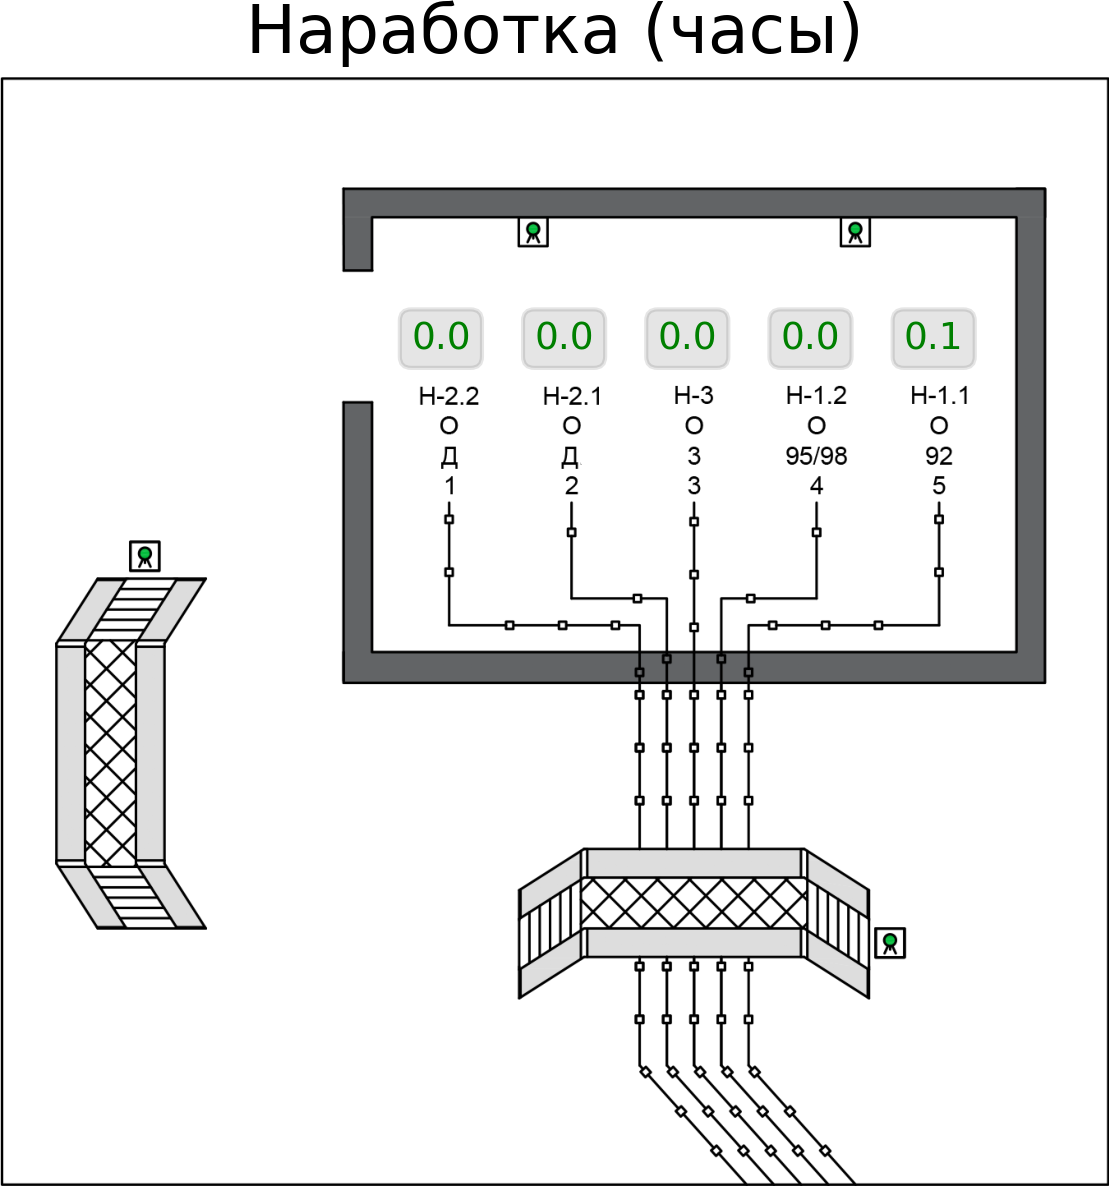 Наработка (часы)
0.0 0.0 0.0 0.0 0.1
Н-2.2 Н-2.1 Н-3 Н-1.2 Н-1.1
О О О О О
Д Д З 95/98 92
1 2 3 4 5